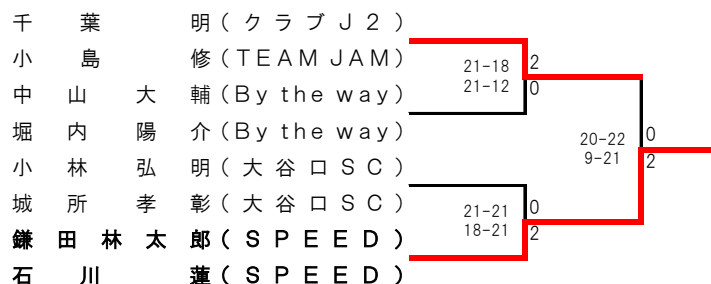 千葉明(クラブJ2)
小島修(TEAM JAM)
中山大輔(By the way)
堀内陽介(By the way)
小林弘明(大谷口SC)
城所孝彰(大谷口SC)
鎌田林太郎(SPEED)
石川蓮(SPEED)
21-18
21-12
2
0
20-22
9-21
0
2
21-21
18-21
0
2